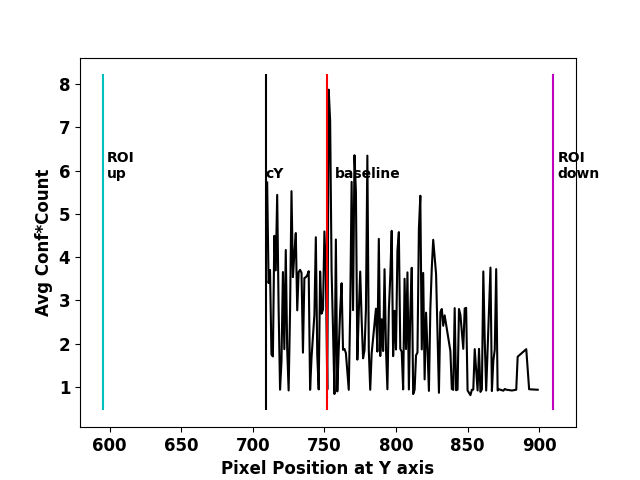 8
7
6
5
4
3
2
1
Avg Conf*Count
ROI
up
cY
baseline
ROI
down
600 650 700 750 800 850 900
Pixel Position at Y axis